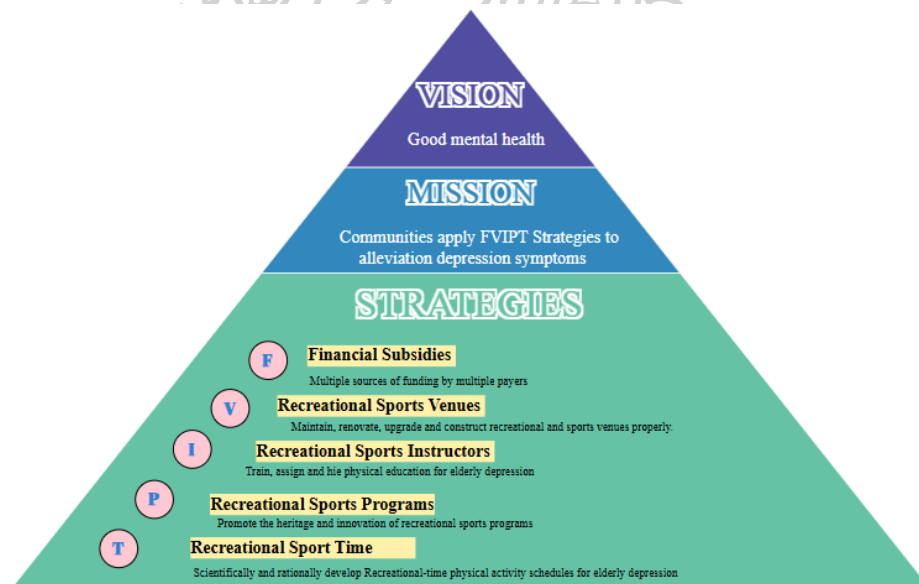 VISION
Good mental health
MISSION
Communities apply FVIPT Strategies to
alleviation depression symptoms
STRATEGIES
F
Financial Subsidies
Multiple sources of funding by multiple payers
V
Recreational Sports Venues
Maintain, renovate, upgrade and construct recreational and sports venues properly.
I
Recreational Sports Instructors
Train, assign and hie physical education for elderly depression
P
Recreational Sports Programs
Promote the heritage and innovation of recreational sports programs
T
Recreational Sport Time
Scientifically and rationally develop Recreational-time physical activity schedules for elderly depression